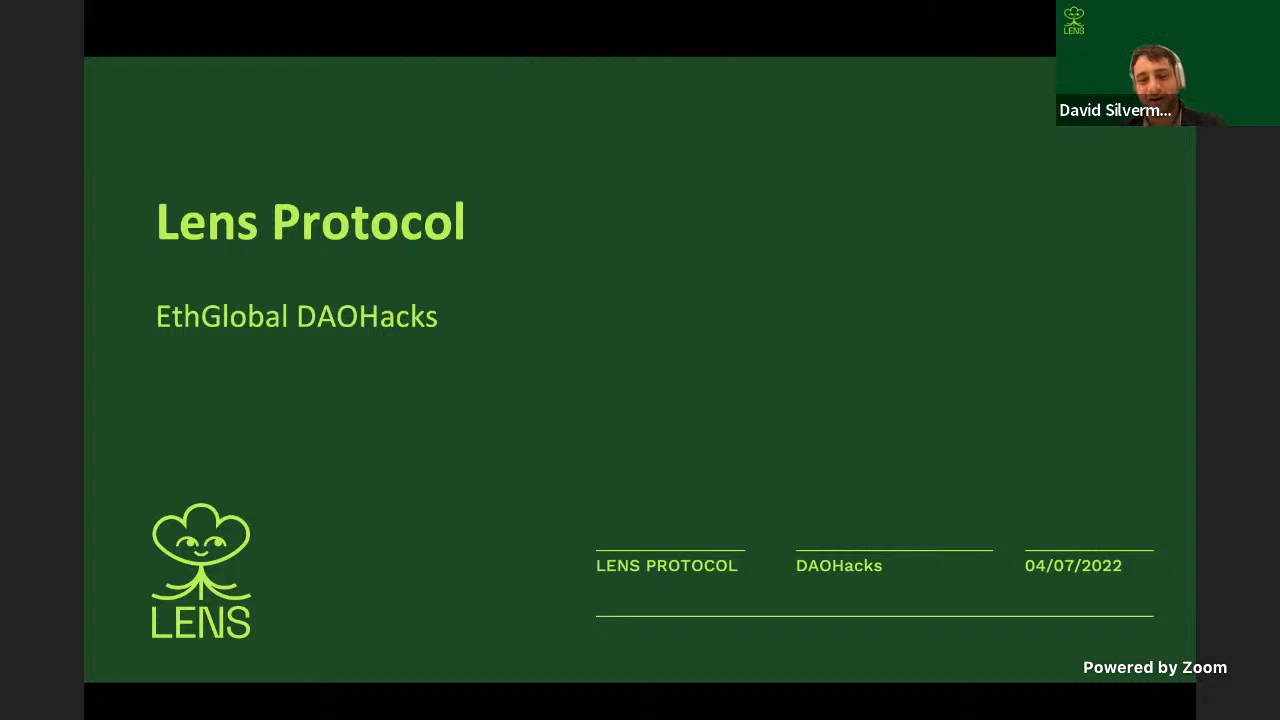 LENS
David Silverm...
Lens Protocol
EthGlobal DAOHacks
LENS
LENS PROTOCOL
DAOHacks
04/07/2022
Powered by Zoom